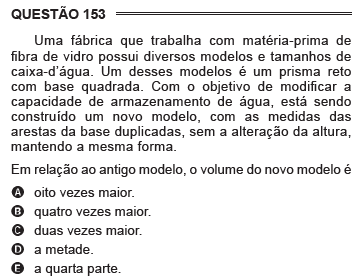 QUESTÃO 153
Uma fábrica que trabalha com matéria-prima de
fibra de vidro possui diversos modelos e tamanhos de
caixa-d’água. Um desses modelos é um prisma reto
com base quadrada. Com o objetivo de modificar a
capacidade de armazenamento de água, está sendo
construído um novo modelo, com as medidas das
arestas da base duplicadas, sem a alteração da altura,
mantendo a mesma forma.
Em relação ao antigo modelo, o volume do novo modelo é
A oito vezes maior.
B quatro vezes maior.
C duas vezes maior.
D a metade.
E a quarta parte.